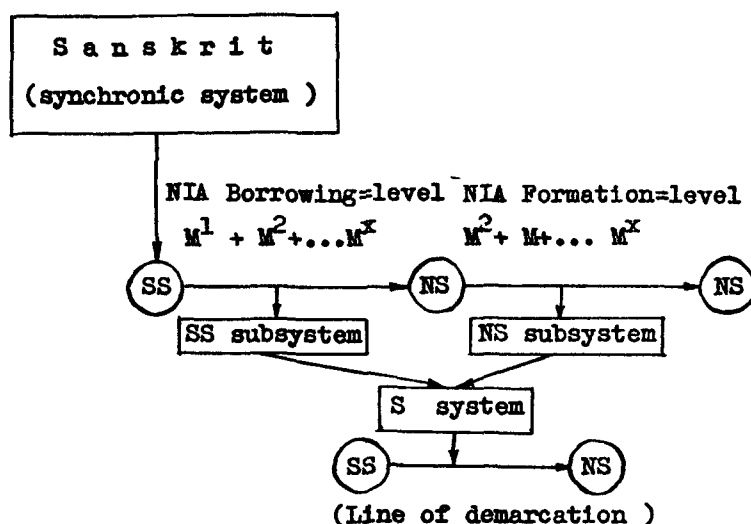 S a n s k r i t
(synchronic system )
NIA Borrowing=level NIA Formation=level
M¹ + M²+...Mˣ M²+ M+... Mˣ
SS NS NS
SS subsystem NS subsystem
S system
SS NS
(Line of demarcation )